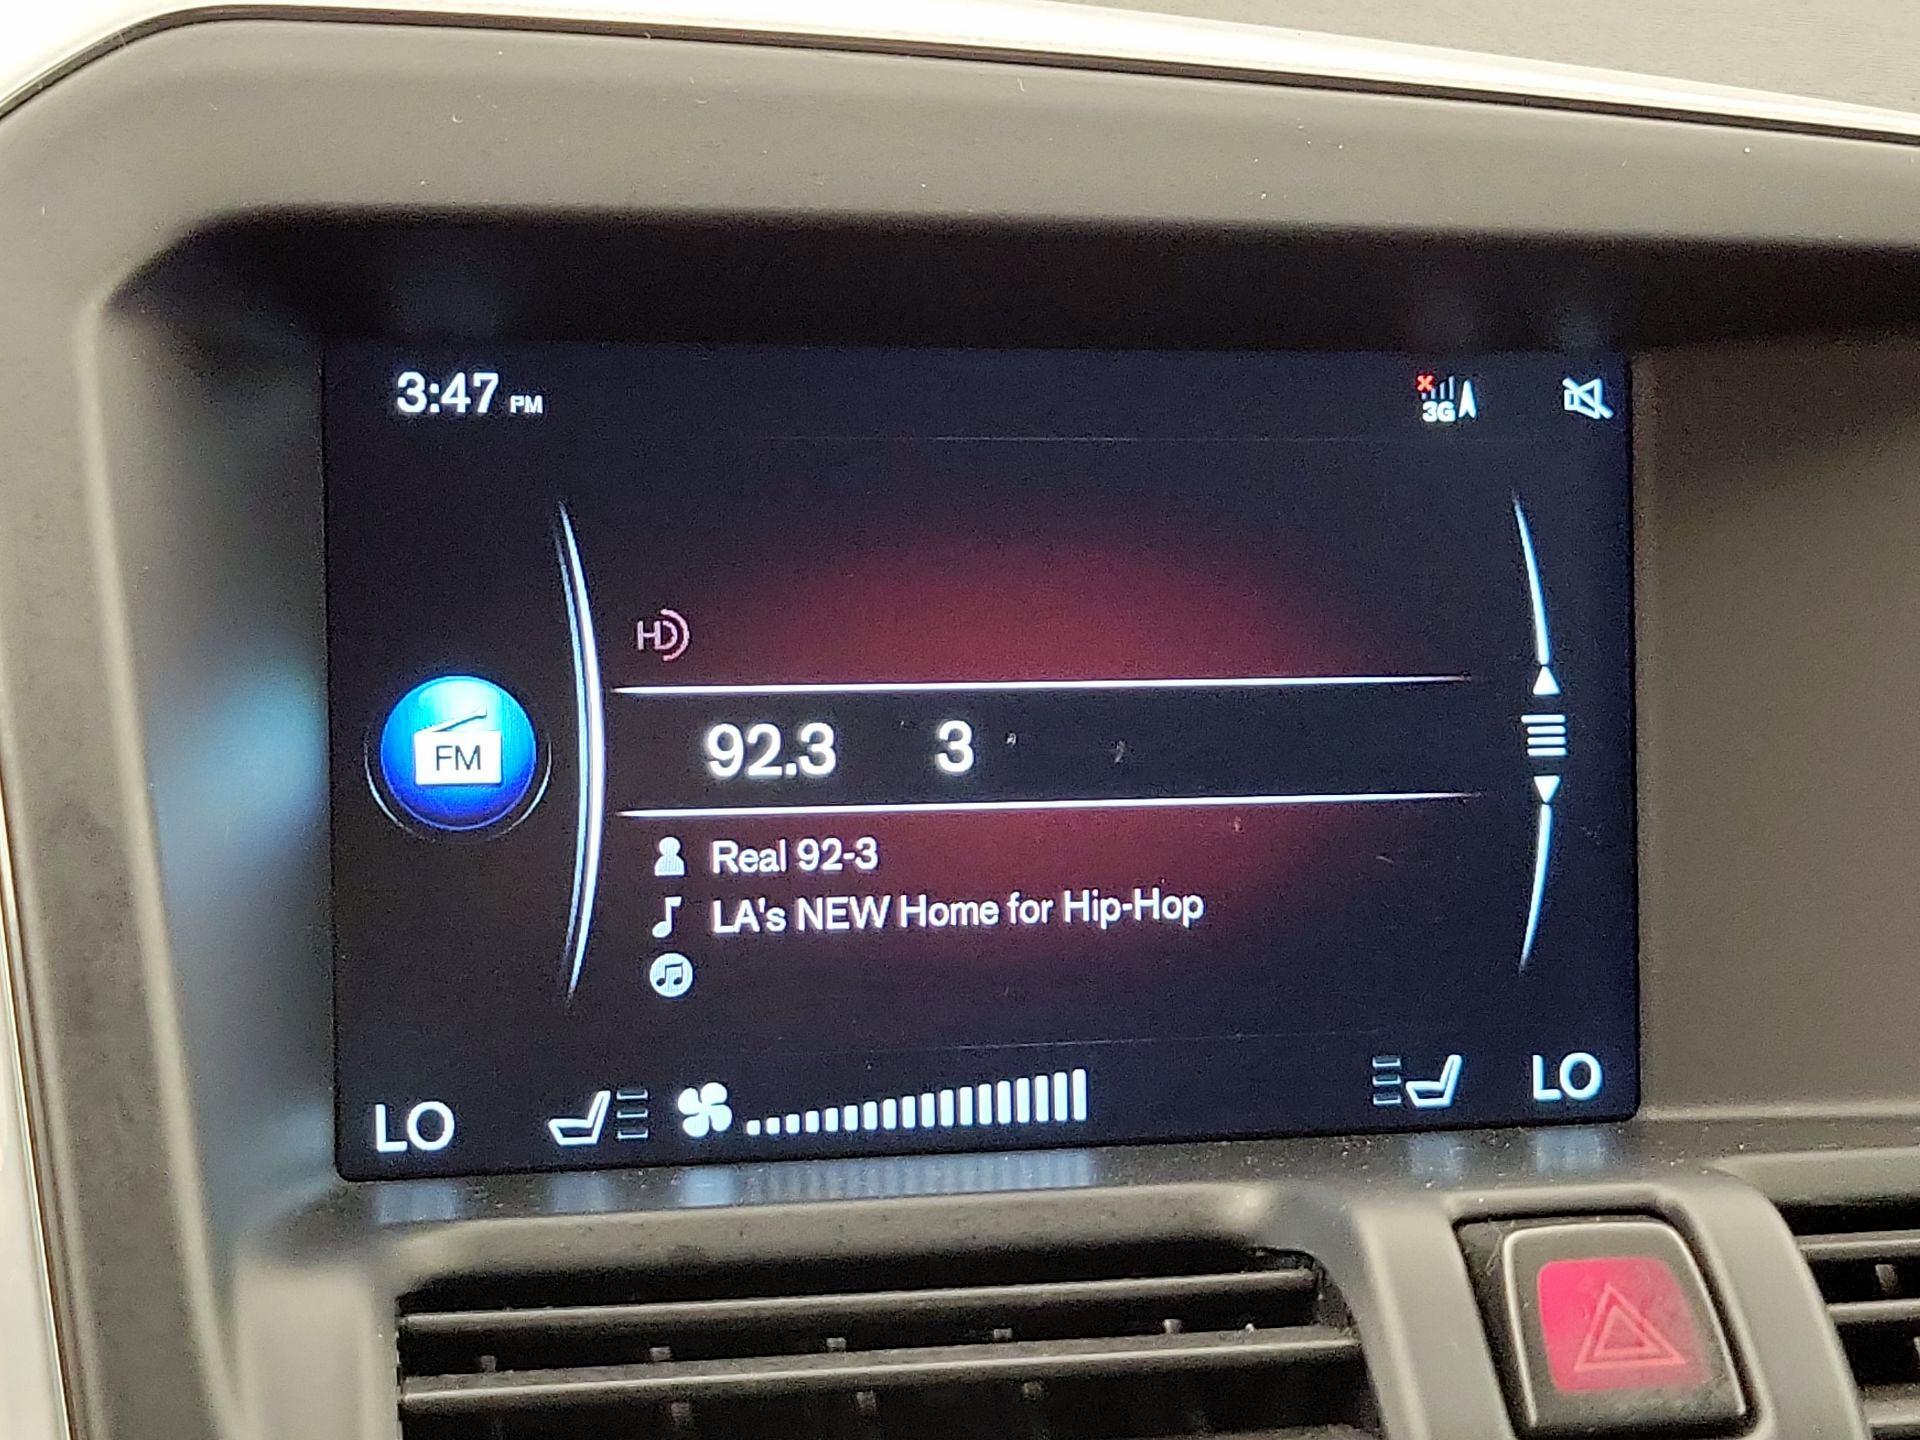 3:47 PM
3G
HD
FM
92.3 3
Real 92-3
LA's NEW Home for Hip-Hop
LO LO